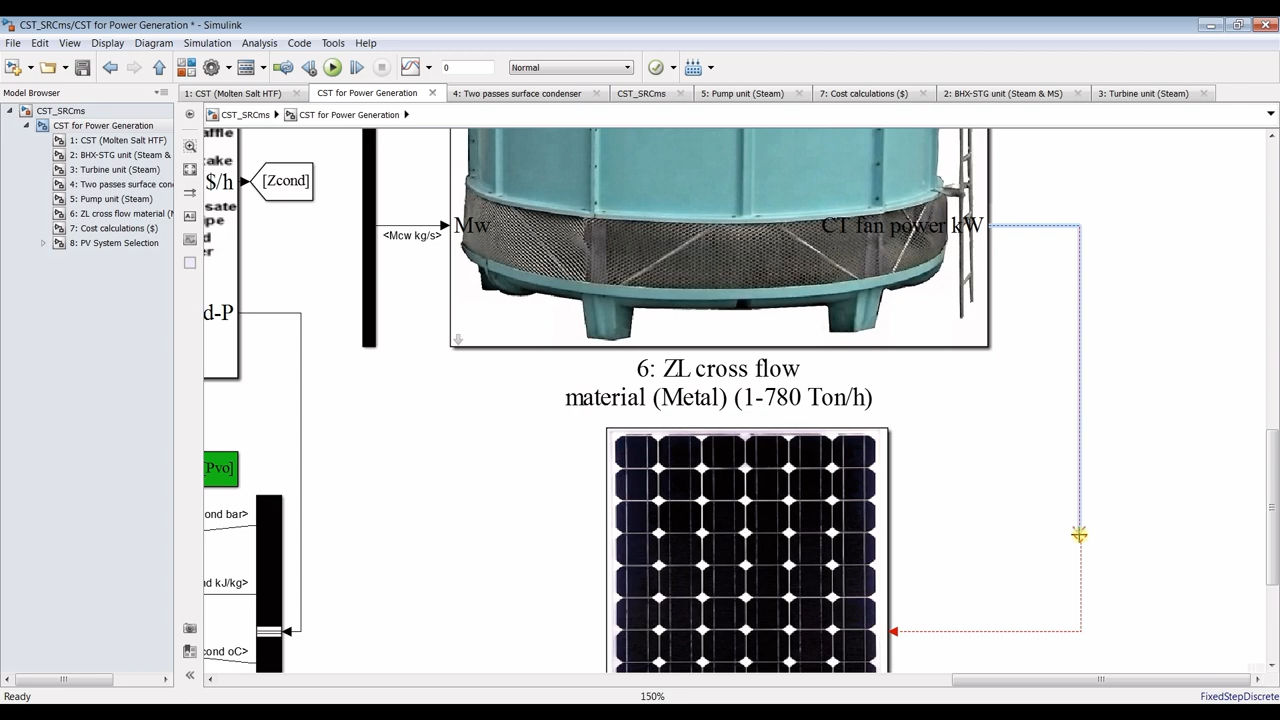 CST_SRCms/CST for Power Generation * - Simulink
File Edit View Display Diagram Simulation Analysis Code Tools Help
0 Normal
Model Browser
1: CST (Molten Salt HTF) CST for Power Generation 4: Two passes surface condenser CST_SRCms 5: Pump unit (Steam) 7: Cost calculations ($) 2: BHX-STG unit (Steam & MS) 3: Turbine unit (Steam)
CST_SRCms CST for Power Generation
CST_SRCms
CST for Power Generation
1: CST (Molten Salt HTF)
2: BHX-STG unit (Steam &
3: Turbine unit (Steam)
4: Two passes surface con
5: Pump unit (Steam)
6: ZL cross flow material (
7: Cost calculations ($)
8: PV System Selection
affle
take
$/h
[Zcond]
sate
ipe
d
er
<Mcw kg/s>
Mw
CT fan power kW
d-P
6: ZL cross flow
material (Metal) (1-780 Ton/h)
[Pvo]
ond bar>
nd kJ/kg>
cond oC>
Ready 150% FixedStepDiscrete